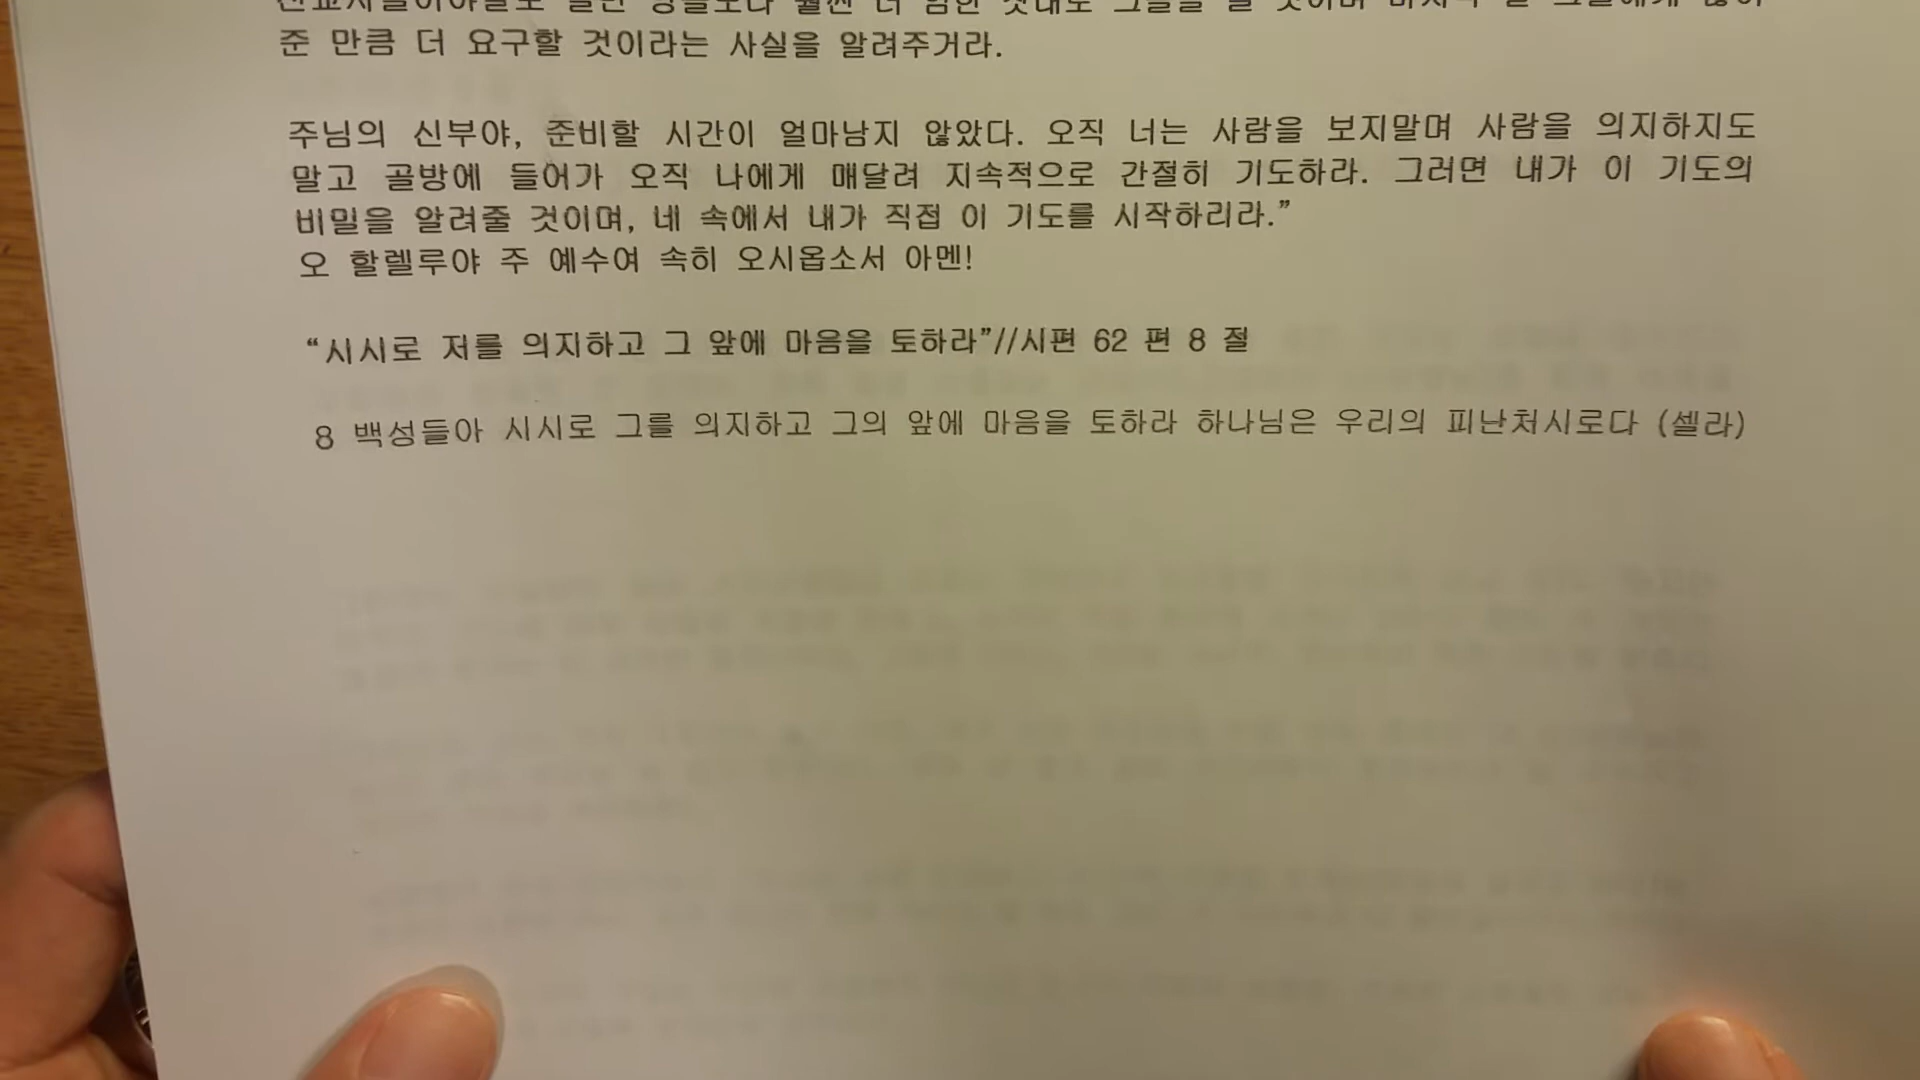 준 만큼 더 요구할 것이라는 사실을 알려주거라.
주님의 신부야, 준비할 시간이 얼마남지 않았다. 오직 너는 사람을 보지말며 사람을 의지하지도
말고 골방에 들어가 오직 나에게 매달려 지속적으로 간절히 기도하라. 그러면 내가 이 기도의
비밀을 알려줄 것이며, 네 속에서 내가 직접 이 기도를 시작하리라.”
오 할렐루야 주 예수여 속히 오시옵소서 아멘!
“시시로 저를 의지하고 그 앞에 마음을 토하라”//시편 62 편 8 절
8 백성들아 시시로 그를 의지하고 그의 앞에 마음을 토하라 하나님은 우리의 피난처시로다 (셀라)